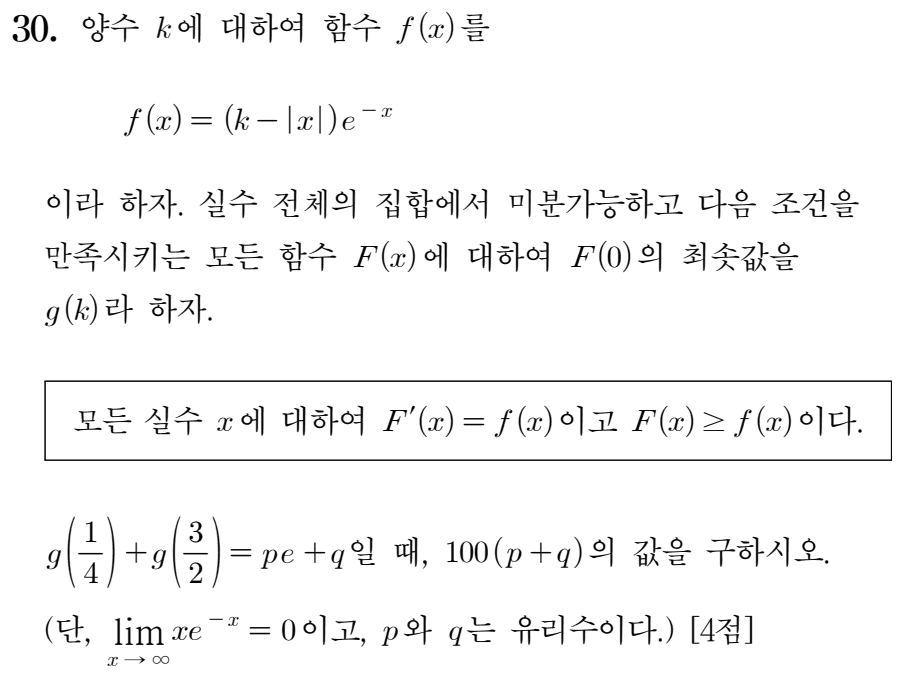 30. 양수 k에 대하여 함수 f(x)를
f(x) = (k − |x|)e^{−x}
이라 하자. 실수 전체의 집합에서 미분가능하고 다음 조건을
만족시키는 모든 함수 F(x)에 대하여 F(0)의 최솟값을
g(k)라 하자.
모든 실수 x에 대하여 F′(x) = f(x)이고 F(x) ≥ f(x)이다.
g(1/4) + g(3/2) = pe + q일 때, 100(p+q)의 값을 구하시오.
(단, lim_{x→∞} xe^{−x} = 0이고, p와 q는 유리수이다.) [4점]